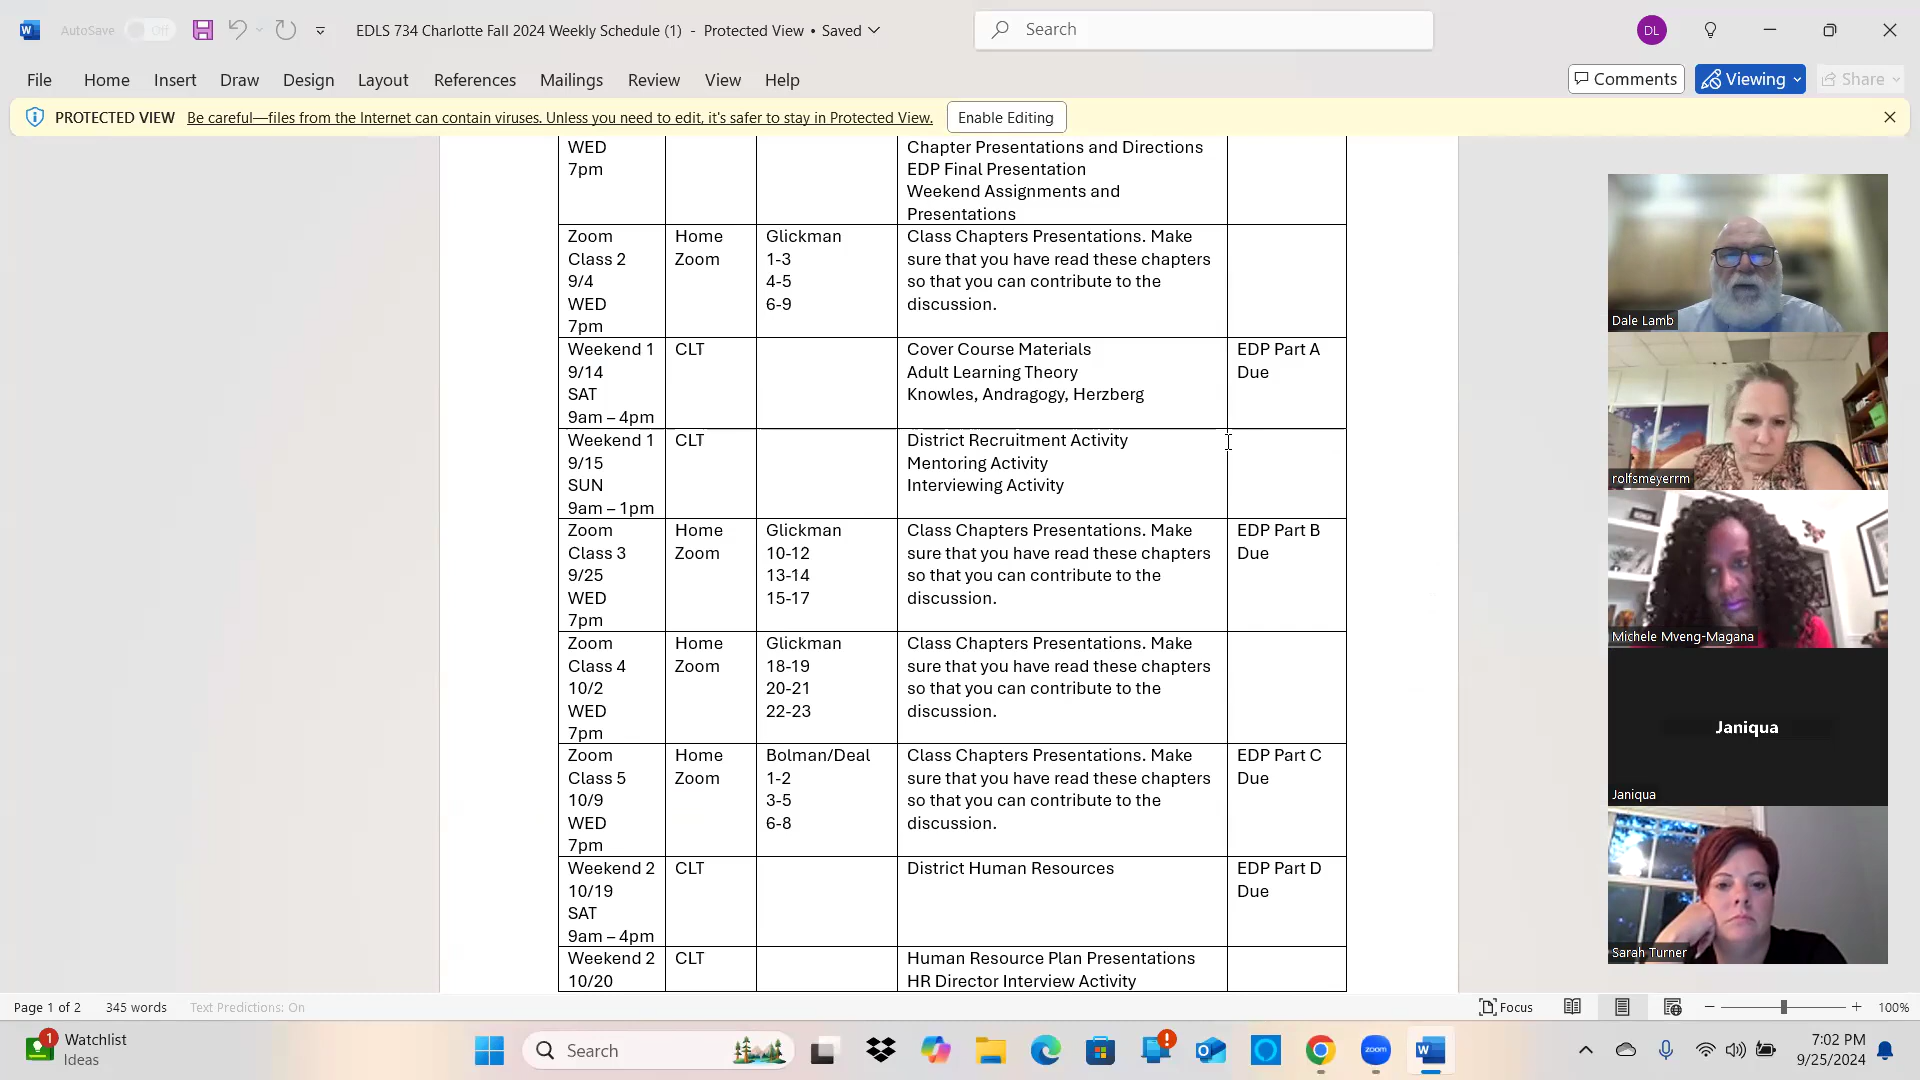 AutoSave
Off
EDLS 734 Charlotte Fall 2024 Weekly Schedule (1) - Protected View • Saved
Search
DL
File
Home
Insert
Draw
Design
Layout
References
Mailings
Review
View
Help
Comments
Viewing
Share
PROTECTED VIEW
Be careful—files from the Internet can contain viruses. Unless you need to edit, it's safer to stay in Protected View.
Enable Editing
WED
7pm
Chapter Presentations and Directions
EDP Final Presentation
Weekend Assignments and
Presentations
Zoom
Class 2
9/4
WED
7pm
Home
Zoom
Glickman
1-3
4-5
6-9
Class Chapters Presentations. Make
sure that you have read these chapters
so that you can contribute to the
discussion.
Weekend 1
9/14
SAT
9am – 4pm
CLT
Cover Course Materials
Adult Learning Theory
Knowles, Andragogy, Herzberg
EDP Part A
Due
Weekend 1
9/15
SUN
9am – 1pm
CLT
District Recruitment Activity
Mentoring Activity
Interviewing Activity
Zoom
Class 3
9/25
WED
7pm
Home
Zoom
Glickman
10-12
13-14
15-17
Class Chapters Presentations. Make
sure that you have read these chapters
so that you can contribute to the
discussion.
EDP Part B
Due
Zoom
Class 4
10/2
WED
7pm
Home
Zoom
Glickman
18-19
20-21
22-23
Class Chapters Presentations. Make
sure that you have read these chapters
so that you can contribute to the
discussion.
Zoom
Class 5
10/9
WED
7pm
Home
Zoom
Bolman/Deal
1-2
3-5
6-8
Class Chapters Presentations. Make
sure that you have read these chapters
so that you can contribute to the
discussion.
EDP Part C
Due
Weekend 2
10/19
SAT
9am – 4pm
CLT
District Human Resources
EDP Part D
Due
Weekend 2
10/20
CLT
Human Resource Plan Presentations
HR Director Interview Activity
Dale Lamb
rolfsmeyerrm
Michele Mveng-Magana
Janiqua
Janiqua
Sarah Turner
Page 1 of 2
345 words
Text Predictions: On
Focus
100%
1
Watchlist
Ideas
Search
zoom
7:02 PM
9/25/2024